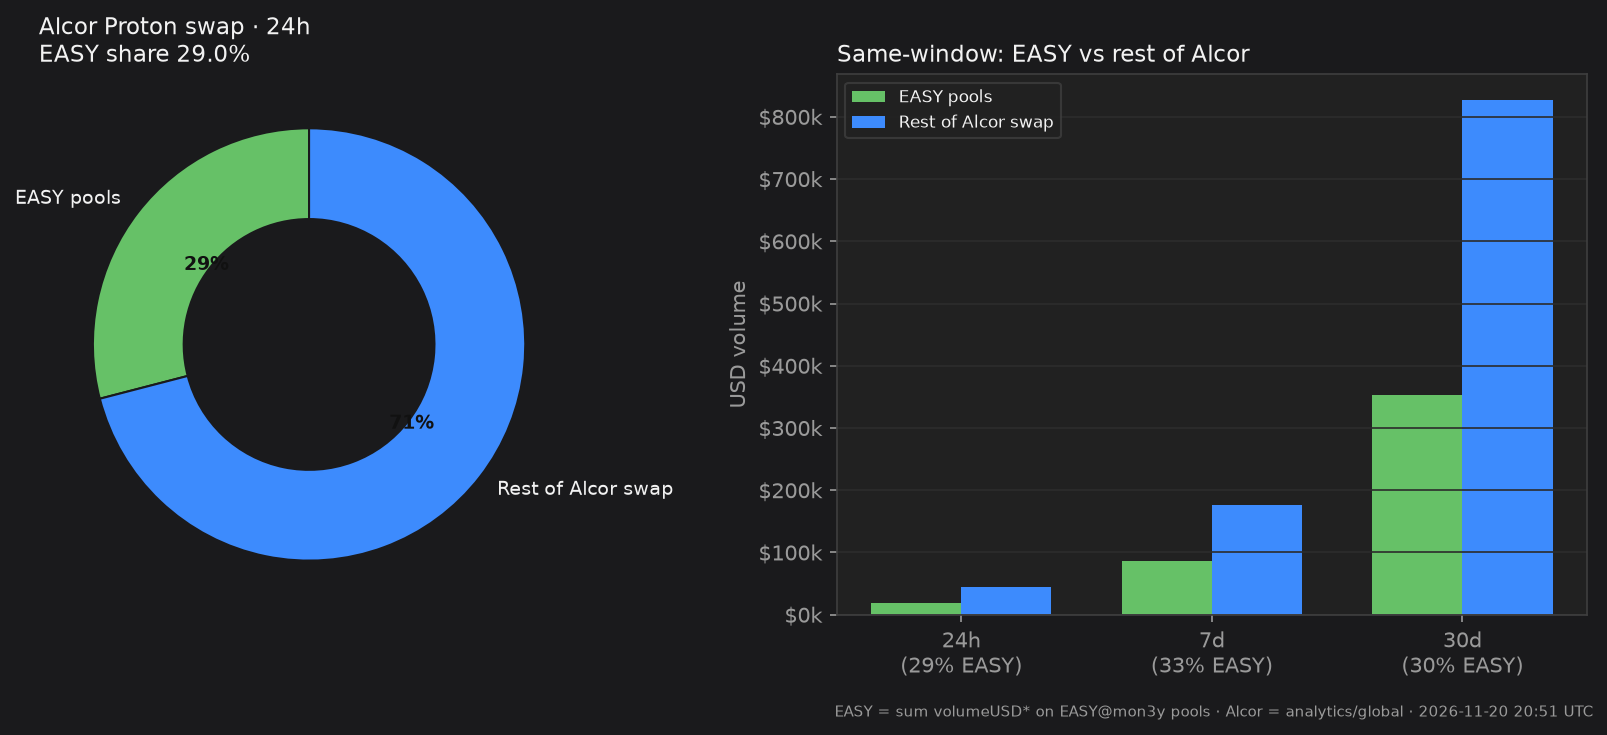 Alcor Proton swap · 24h
EASY share 29.0%
EASY pools
29%
71%
Rest of Alcor swap
Same-window: EASY vs rest of Alcor
EASY pools
Rest of Alcor swap
USD volume
$800k
$700k
$600k
$500k
$400k
$300k
$200k
$100k
$0k
24h
(29% EASY)
7d
(33% EASY)
30d
(30% EASY)
EASY = sum volumeUSD* on EASY@mon3y pools · Alcor = analytics/global · 2026-11-20 20:51 UTC